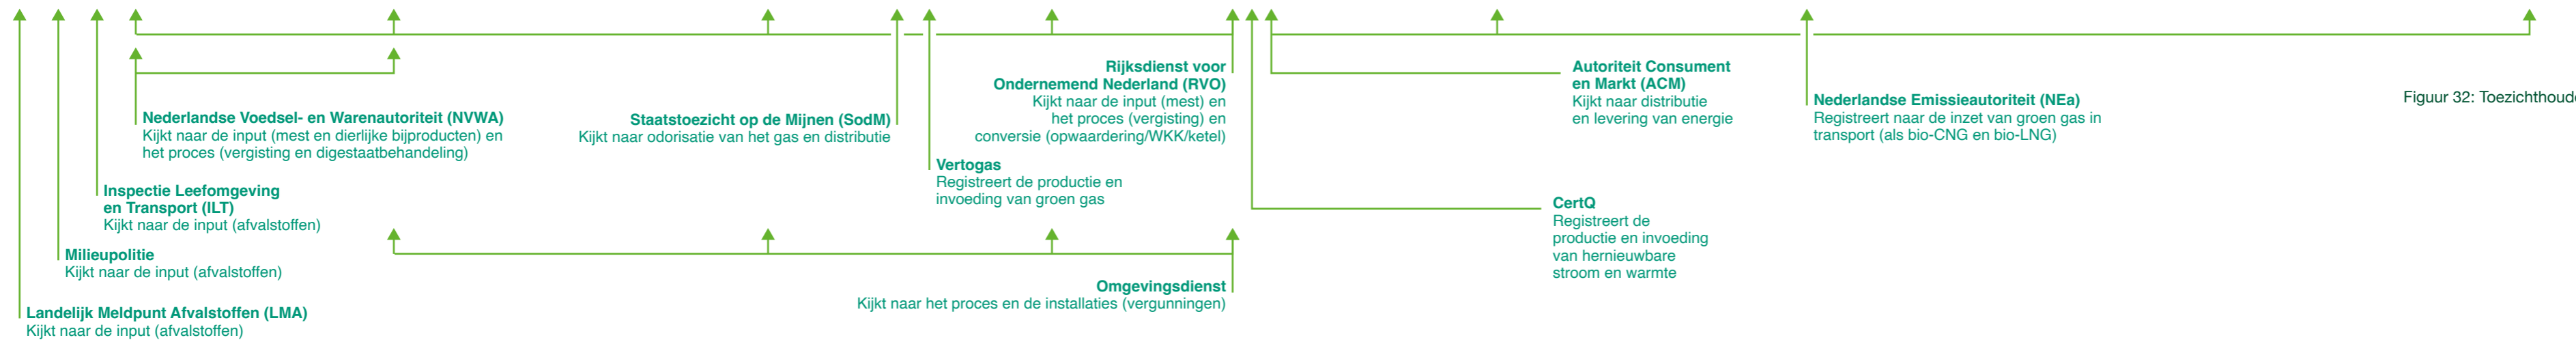 Nederlandse Voedsel- en Warenautoriteit (NVWA)
Kijkt naar de input (mest en dierlijke bijproducten) en
het proces (vergisting en digestaatbehandeling)
Staatstoezicht op de Mijnen (SodM)
Kijkt naar odorisatie van het gas en distributie
Rijksdienst voor
Ondernemend Nederland (RVO)
Kijkt naar de input (mest) en
het proces (vergisting) en
conversie (opwaardering/WKK/ketel)
Autoriteit Consument
en Markt (ACM)
Kijkt naar distributie
en levering van energie
Nederlandse Emissieautoriteit (NEa)
Registreert naar de inzet van groen gas in
transport (als bio-CNG en bio-LNG)
Figuur 32:
Vertogas
Registreert de productie en
invoeding van groen gas
Inspectie Leefomgeving
en Transport (ILT)
Kijkt naar de input (afvalstoffen)
CertQ
Registreert de
productie en invoeding
van hernieuwbare
stroom en warmte
Milieupolitie
Kijkt naar de input (afvalstoffen)
Omgevingsdienst
Kijkt naar het proces en de installaties (vergunningen)
Landelijk Meldpunt Afvalstoffen (LMA)
Kijkt naar de input (afvalstoffen)